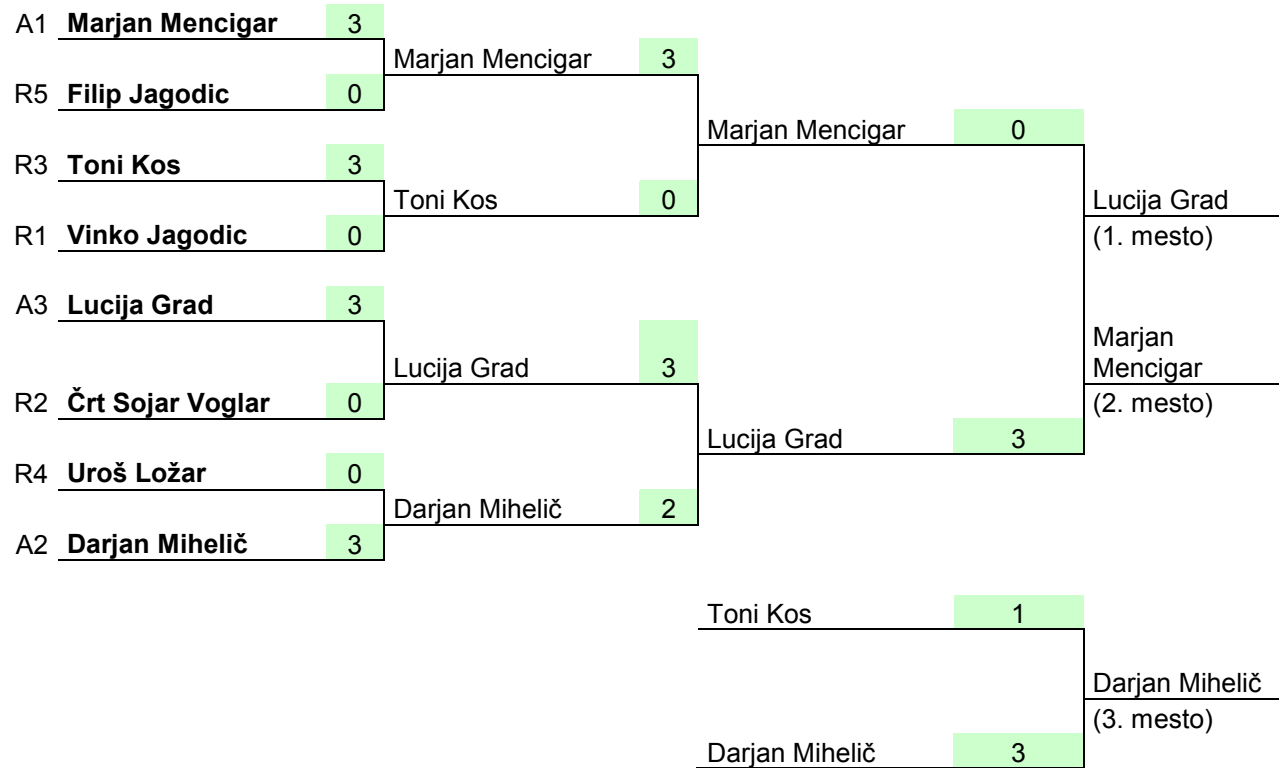 A1 Marjan Mencigar 3
Marjan Mencigar 3
R5 Filip Jagodic 0
Marjan Mencigar 0
R3 Toni Kos 3
Toni Kos 0
Lucija Grad
R1 Vinko Jagodic 0
(1. mesto)
A3 Lucija Grad 3
Marjan
Lucija Grad 3
Mencigar
R2 Črt Sojar Voglar 0
(2. mesto)
Lucija Grad 3
R4 Uroš Ložar 0
Darjan Mihelič 2
A2 Darjan Mihelič 3
Toni Kos 1
Darjan Mihelič
(3. mesto)
Darjan Mihelič 3